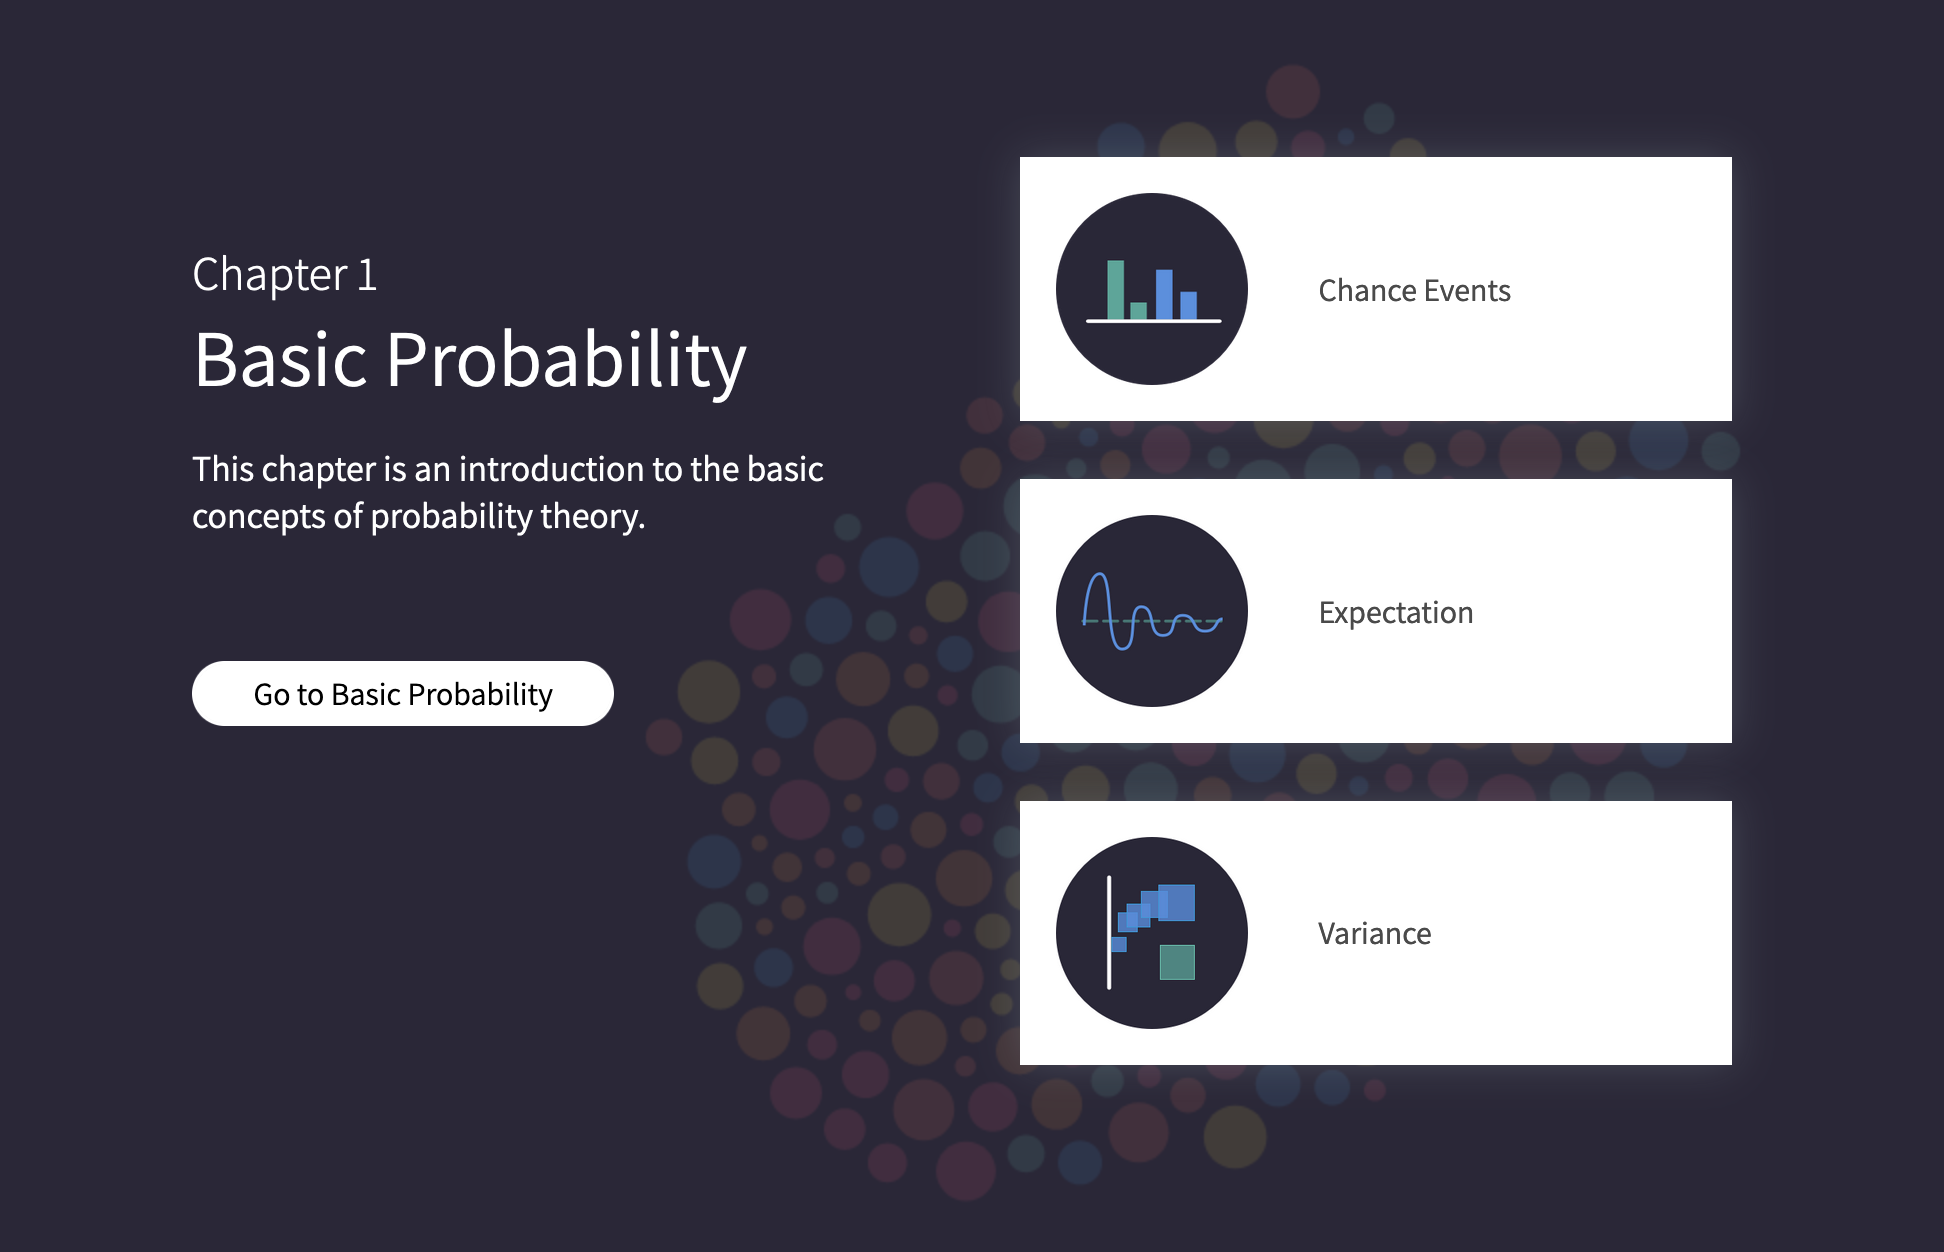 Chapter 1
Basic Probability
This chapter is an introduction to the basic
concepts of probability theory.
Go to Basic Probability
Chance Events
Expectation
Variance